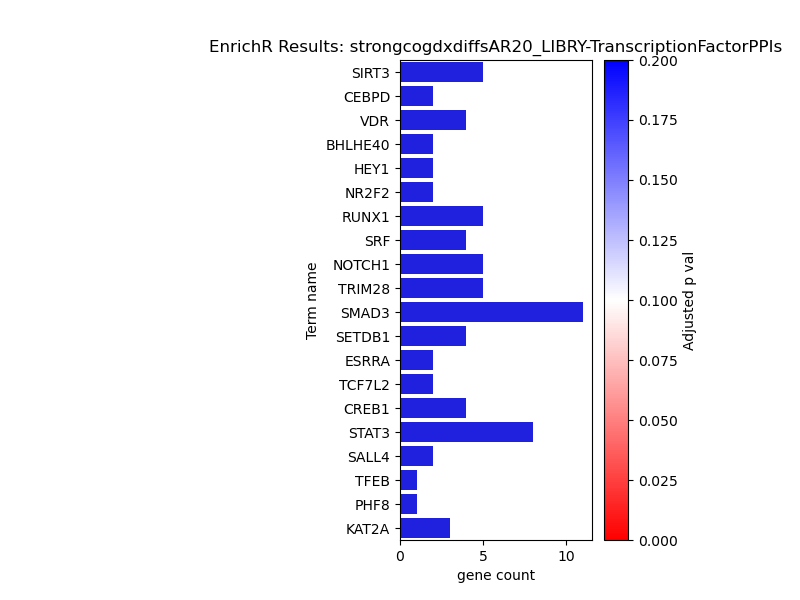 EnrichR Results: strongcogdxdiffsAR20_LIBRY-TranscriptionFactorPPIs
SIRT3
CEBPD
VDR
BHLHE40
HEY1
NR2F2
RUNX1
SRF
NOTCH1
TRIM28
SMAD3
SETDB1
ESRRA
TCF7L2
CREB1
STAT3
SALL4
TFEB
PHF8
KAT2A
Term name
0 5 10
gene count
0.200
0.175
0.150
0.125
0.100
0.075
0.050
0.025
0.000
Adjusted p val